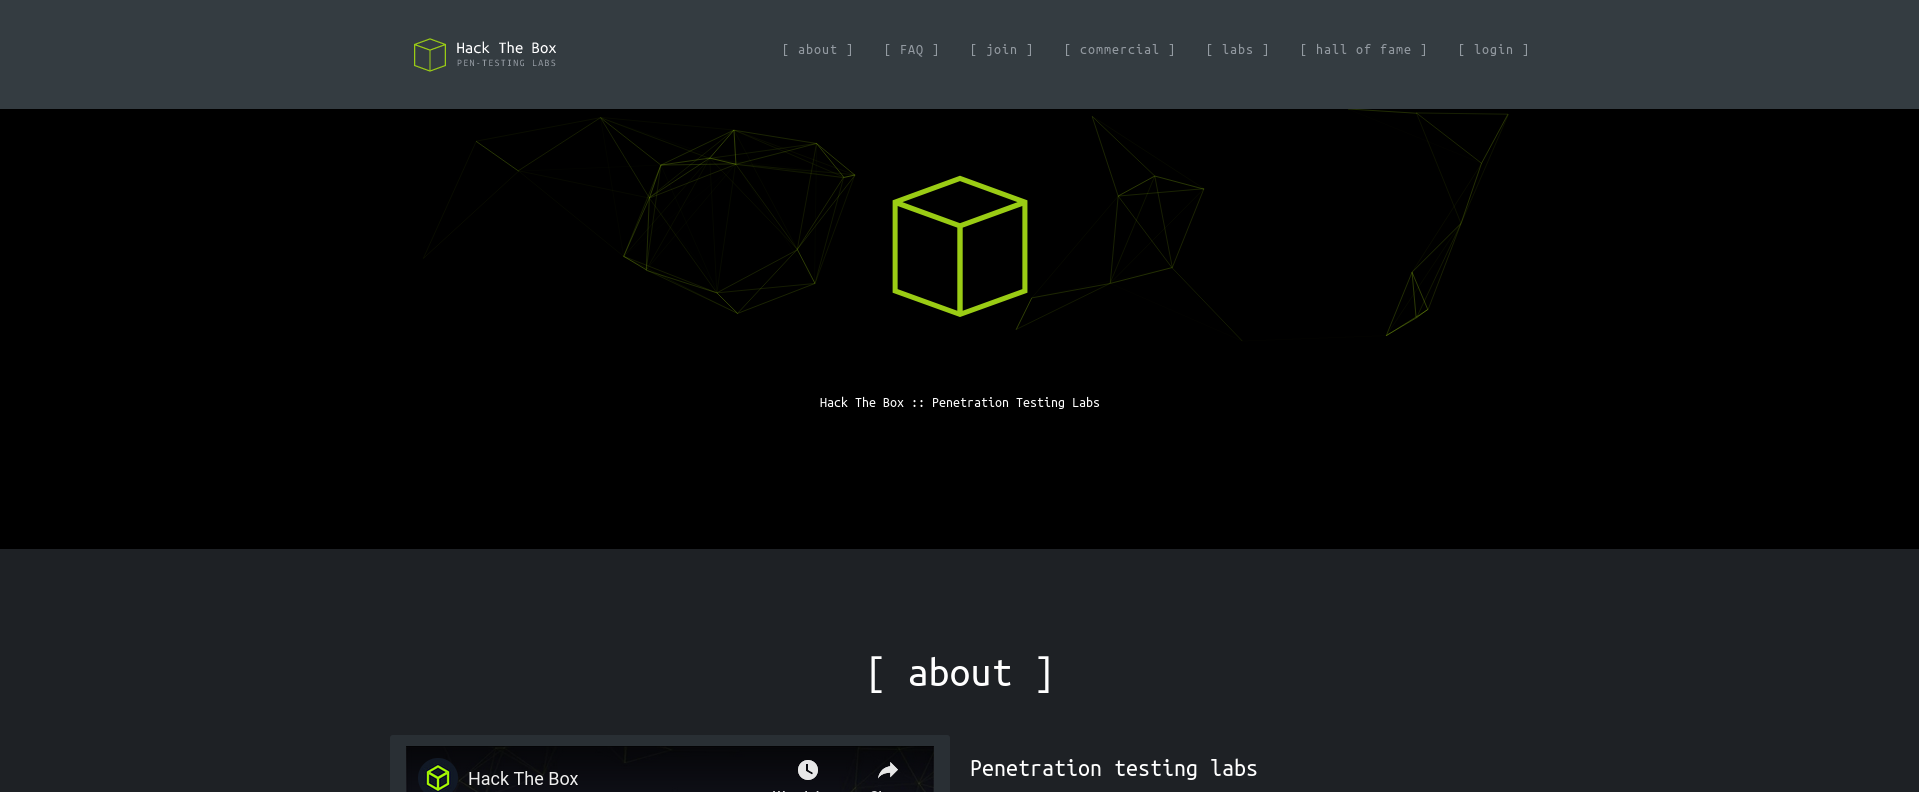 Hack The Box
PEN-TESTING LABS
[ about ] [ FAQ ] [ join ] [ commercial ] [ labs ] [ hall of fame ] [ login ]
Hack The Box :: Penetration Testing Labs
[ about ]
Hack The Box
Penetration testing labs